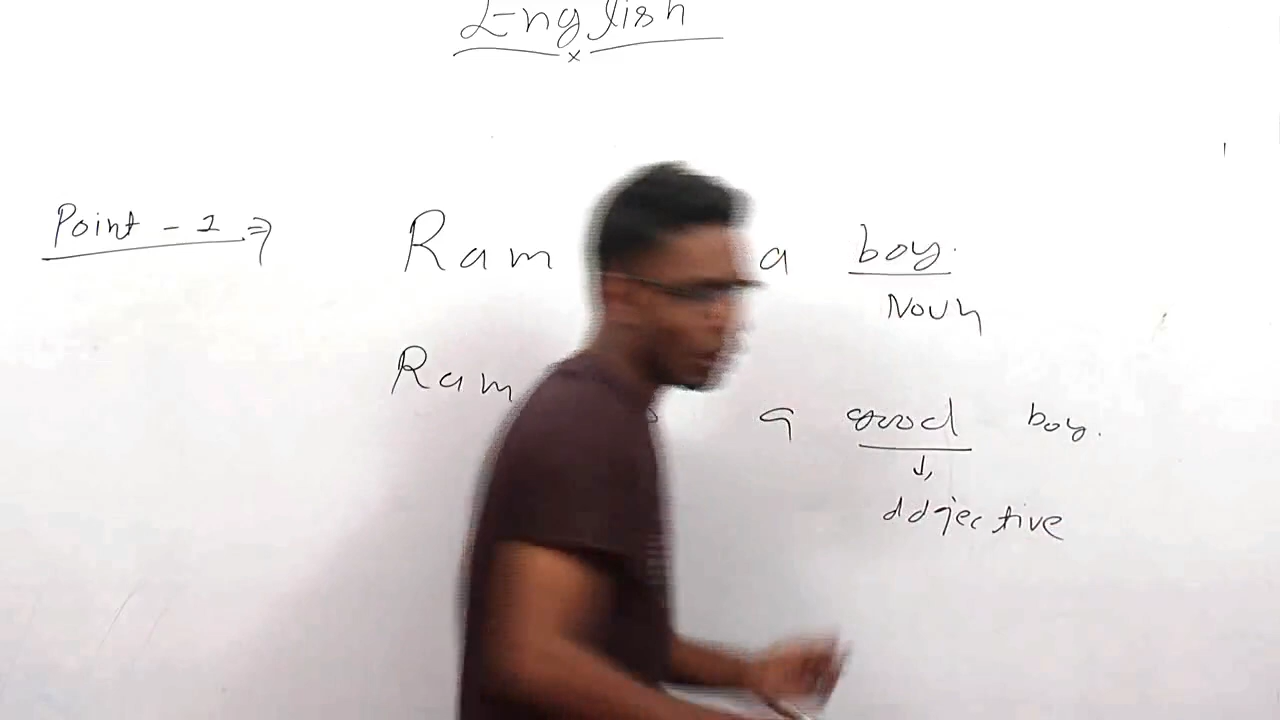 English
x
Point - 1 ⇒ Ram a boy.
Noun
Ram a good boy.
↓
Adjective